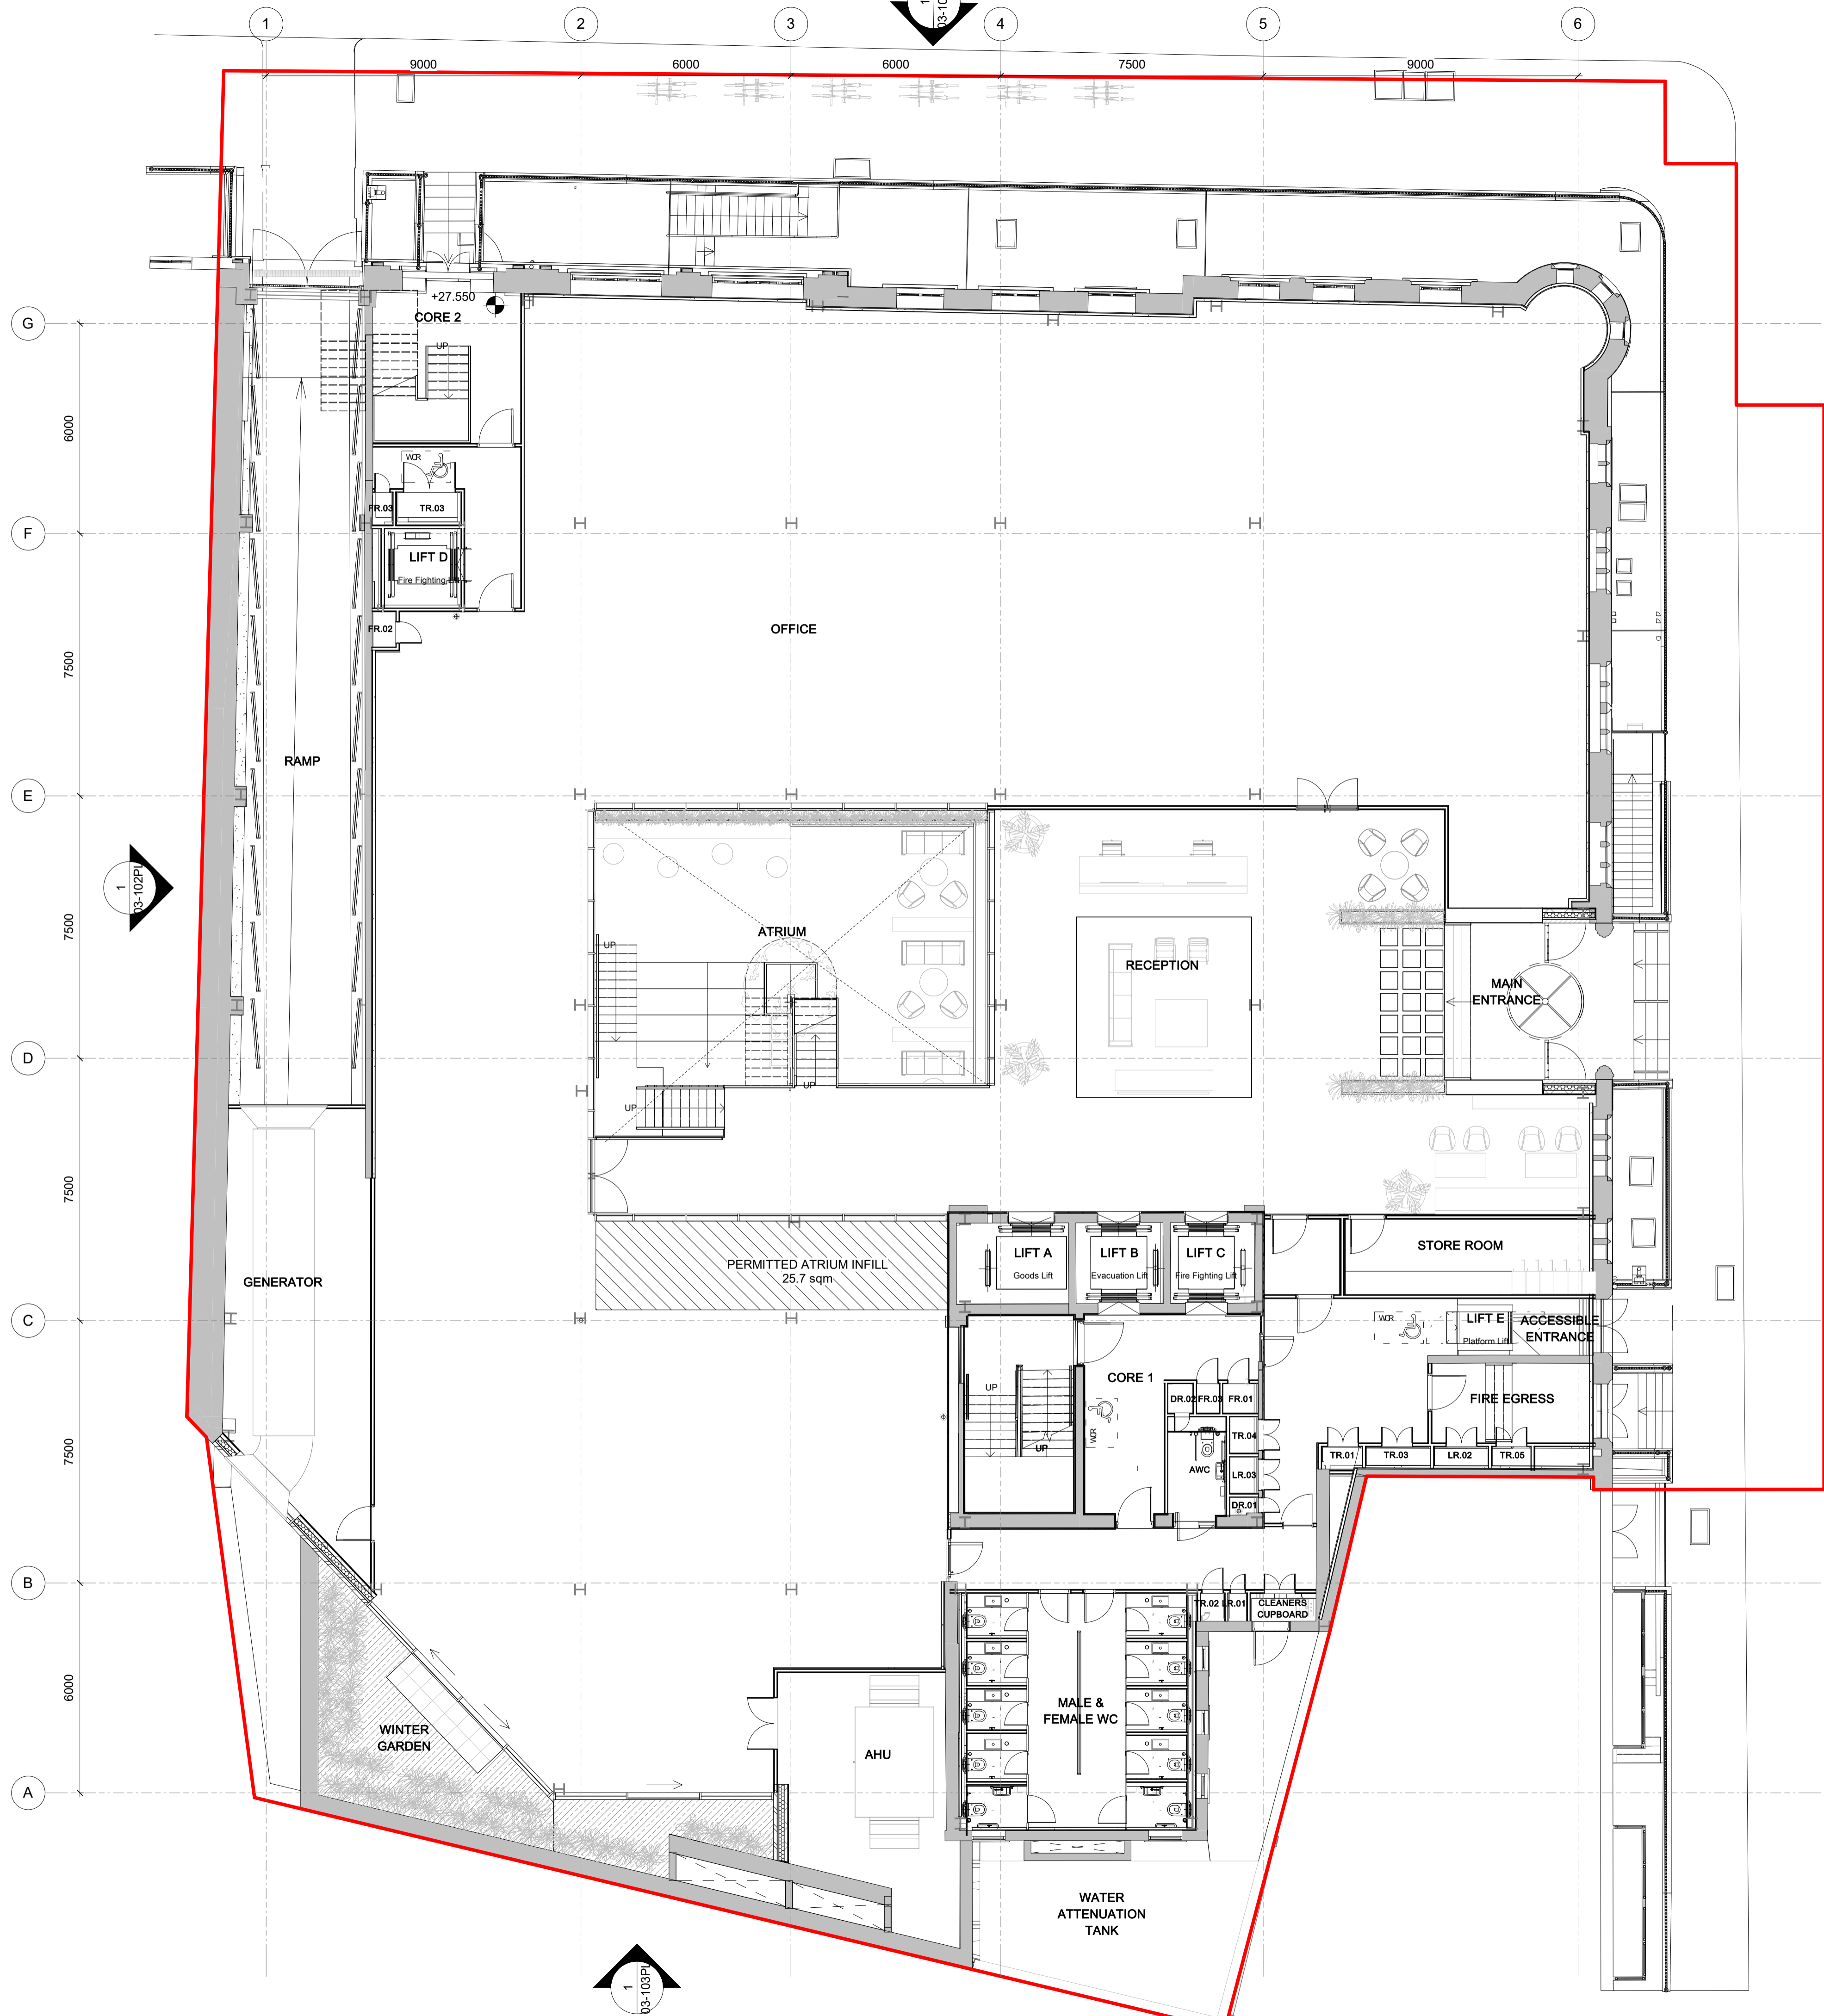 1
2
3
4
5
6
9000
6000
6000
7500
9000
G
F
E
D
C
B
A
6000
7500
7500
7500
7500
6000
+27.550
CORE 2
UP
WCR
FR.03
TR.03
LIFT D
FR.02
OFFICE
RAMP
1
03-102PL
ATRIUM
UP
UP
UP
RECEPTION
MAIN
ENTRANCE
PERMITTED ATRIUM INFILL
25.7 sqm
LIFT A
Goods Lift
LIFT B
Evacuation Lift
LIFT C
Fire Fighting Lift
STORE ROOM
GENERATOR
WCR
LIFT E
Platform Lift
ACCESSIBLE
ENTRANCE
CORE 1
UP
UP
WCR
DR.02
FR.03
FR.01
FIRE EGRESS
TR.04
AWC
LR.03
DR.01
TR.01
TR.03
LR.02
TR.05
TR.02
LR.01
CLEANERS
CUPBOARD
MALE &
FEMALE WC
WINTER
GARDEN
AHU
WATER
ATTENUATION
TANK
1
03-103PL